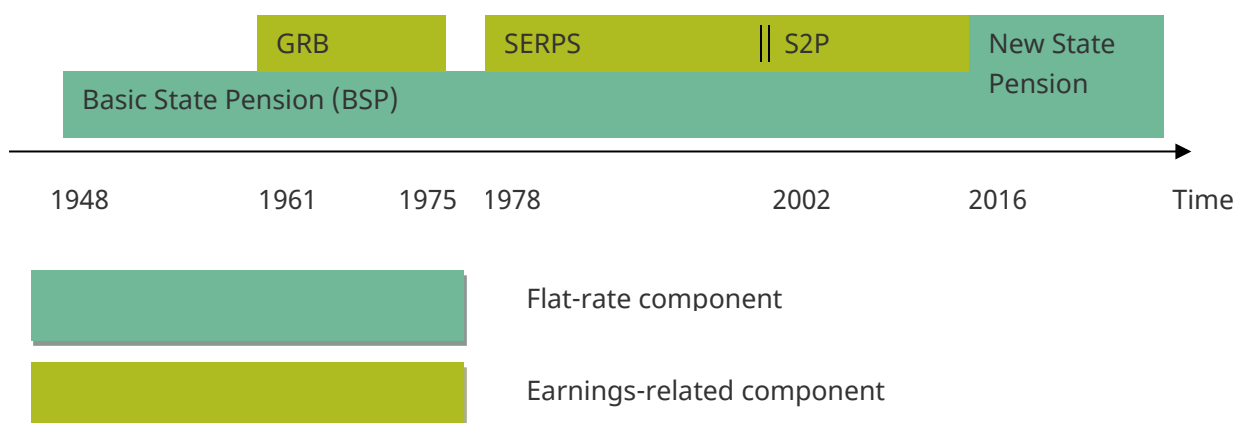 GRB SERPS S2P New State
Pension
Basic State Pension (BSP)
1948 1961 1975 1978 2002 2016 Time
Flat-rate component
Earnings-related component